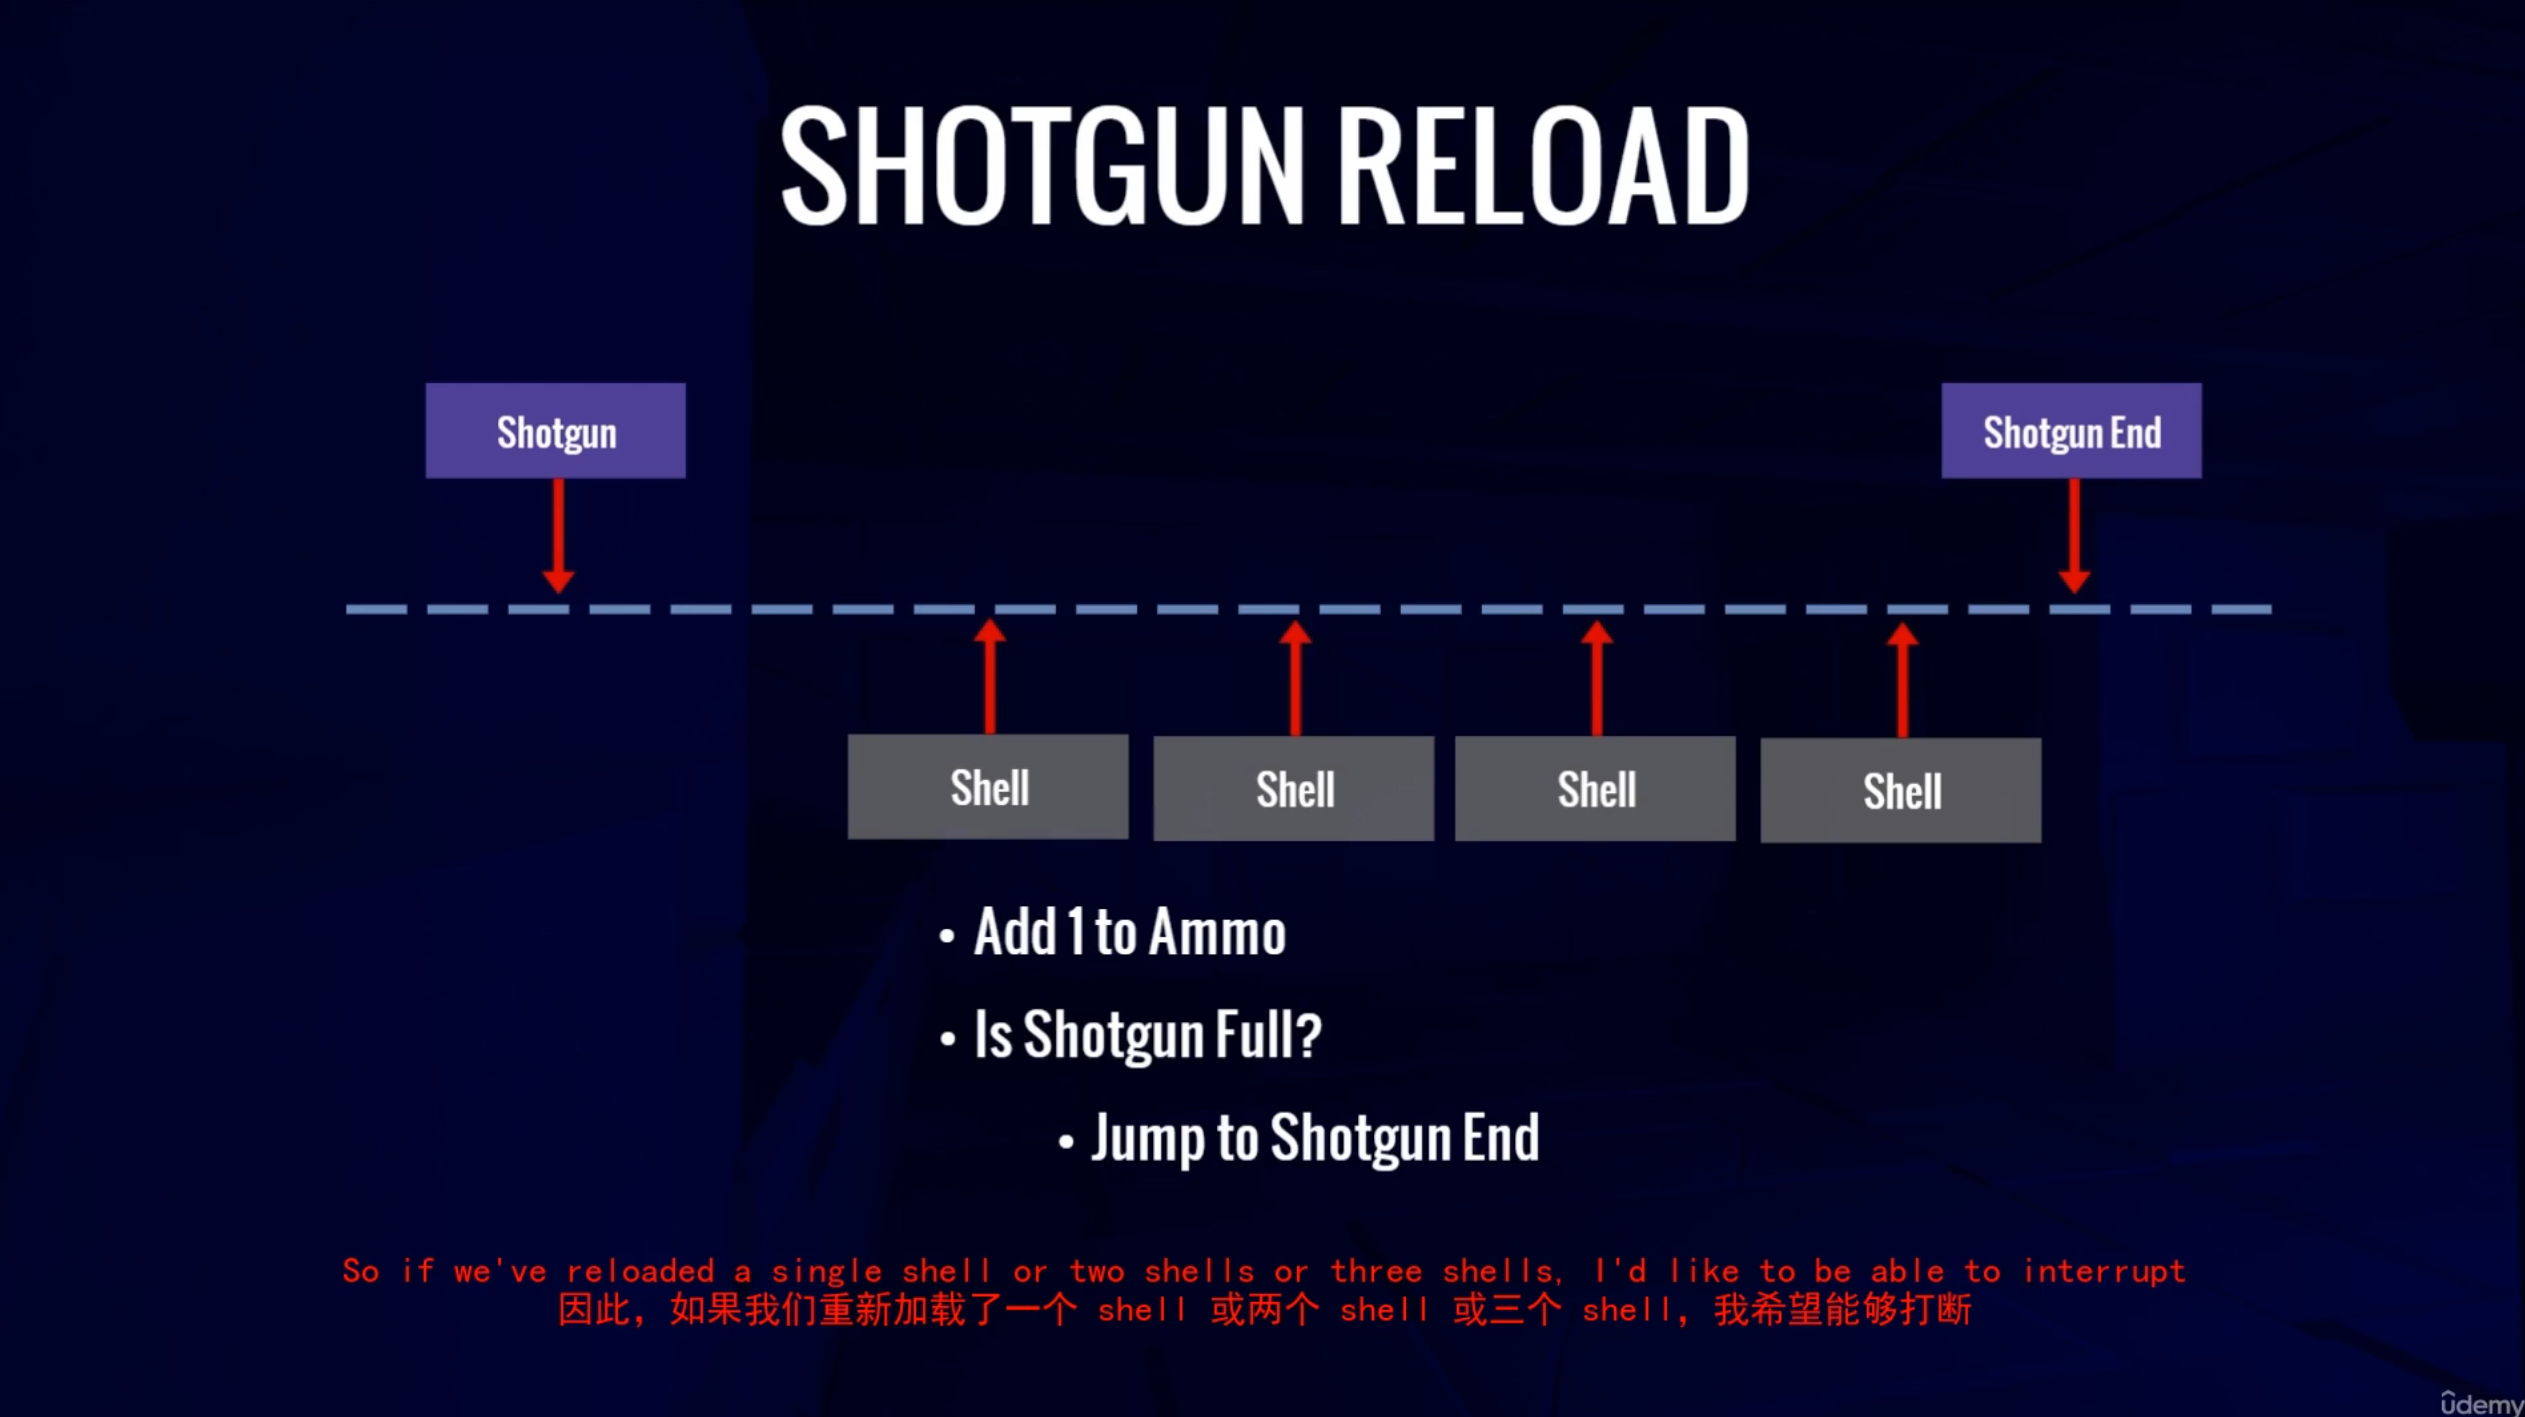 SHOTGUN RELOAD
Shotgun
Shotgun End
Shell
Shell
Shell
Shell
• Add 1 to Ammo
• Is Shotgun Full?
• Jump to Shotgun End
So if we've reloaded a single shell or two shells or three shells, I'd like to be able to interrupt
因此，如果我们重新加载了一个 shell 或两个 shell 或三个 shell，我希望能够打断
ûdemy